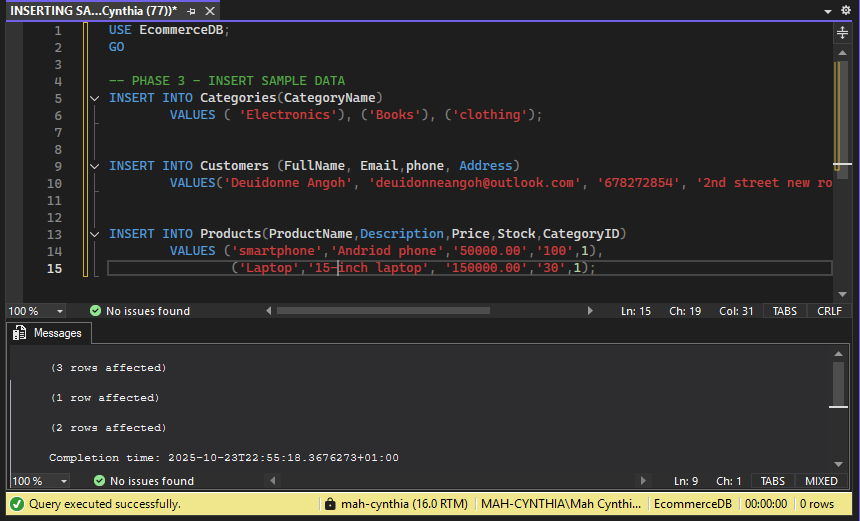 INSERTING SA...Cynthia (77))*
1 USE EcommerceDB;
2 GO
3
4 -- PHASE 3 - INSERT SAMPLE DATA
5 INSERT INTO Categories(CategoryName)
6 VALUES ( 'Electronics'), ('Books'), ('clothing');
7
8
9 INSERT INTO Customers (FullName, Email,phone, Address)
10 VALUES('Deuidonne Angoh', 'deuidonneangoh@outlook.com', '678272854', '2nd street new ro
11
12
13 INSERT INTO Products(ProductName,Description,Price,Stock,CategoryID)
14 VALUES ('smartphone','Andriod phone','50000.00','100',1),
15 ('Laptop','15-inch laptop', '150000.00','30',1);
100 % No issues found Ln: 15 Ch: 19 Col: 31 TABS CRLF
Messages
(3 rows affected)
(1 row affected)
(2 rows affected)
Completion time: 2025-10-23T22:55:18.3676273+01:00
100 % No issues found Ln: 9 Ch: 1 TABS MIXED
Query executed successfully. mah-cynthia (16.0 RTM) MAH-CYNTHIA\Mah Cynthi... EcommerceDB 00:00:00 0 rows